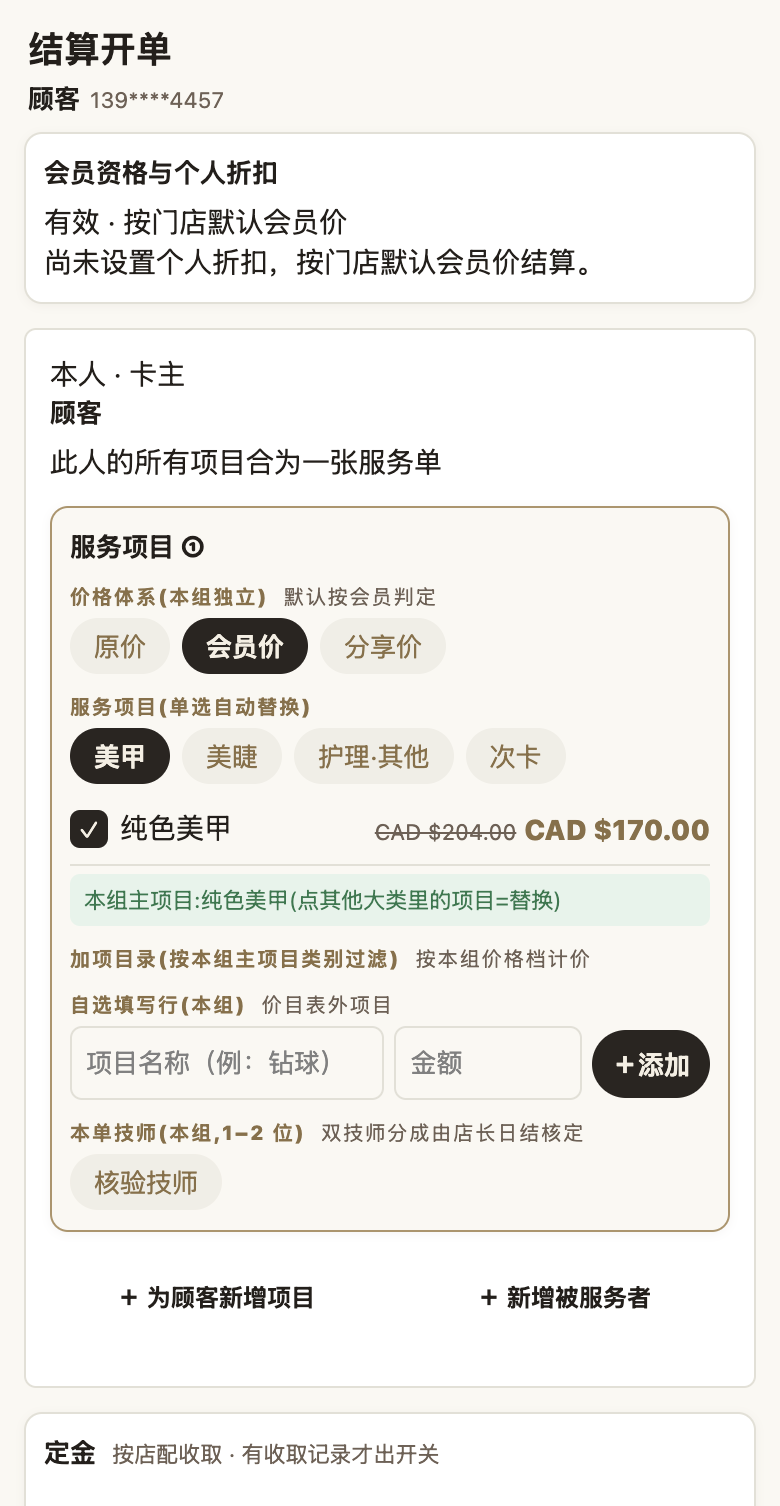 结算开单
顾客 139****4457
会员资格与个人折扣
有效 · 按门店默认会员价
尚未设置个人折扣，按门店默认会员价结算。
本人 · 卡主
顾客
此人的所有项目合为一张服务单
服务项目 ①
价格体系(本组独立) 默认按会员判定
原价 会员价 分享价
服务项目(单选自动替换)
美甲 美睫 护理·其他 次卡
纯色美甲 CAD $204.00 CAD $170.00
本组主项目:纯色美甲(点其他大类里的项目=替换)
加项目录(按本组主项目类别过滤) 按本组价格档计价
自选填写行(本组) 价目表外项目
项目名称（例：钻球） 金额 ＋添加
本单技师(本组,1–2 位) 双技师分成由店长日结核定
核验技师
＋ 为顾客新增项目 ＋ 新增被服务者
定金 按店配收取 · 有收取记录才出开关